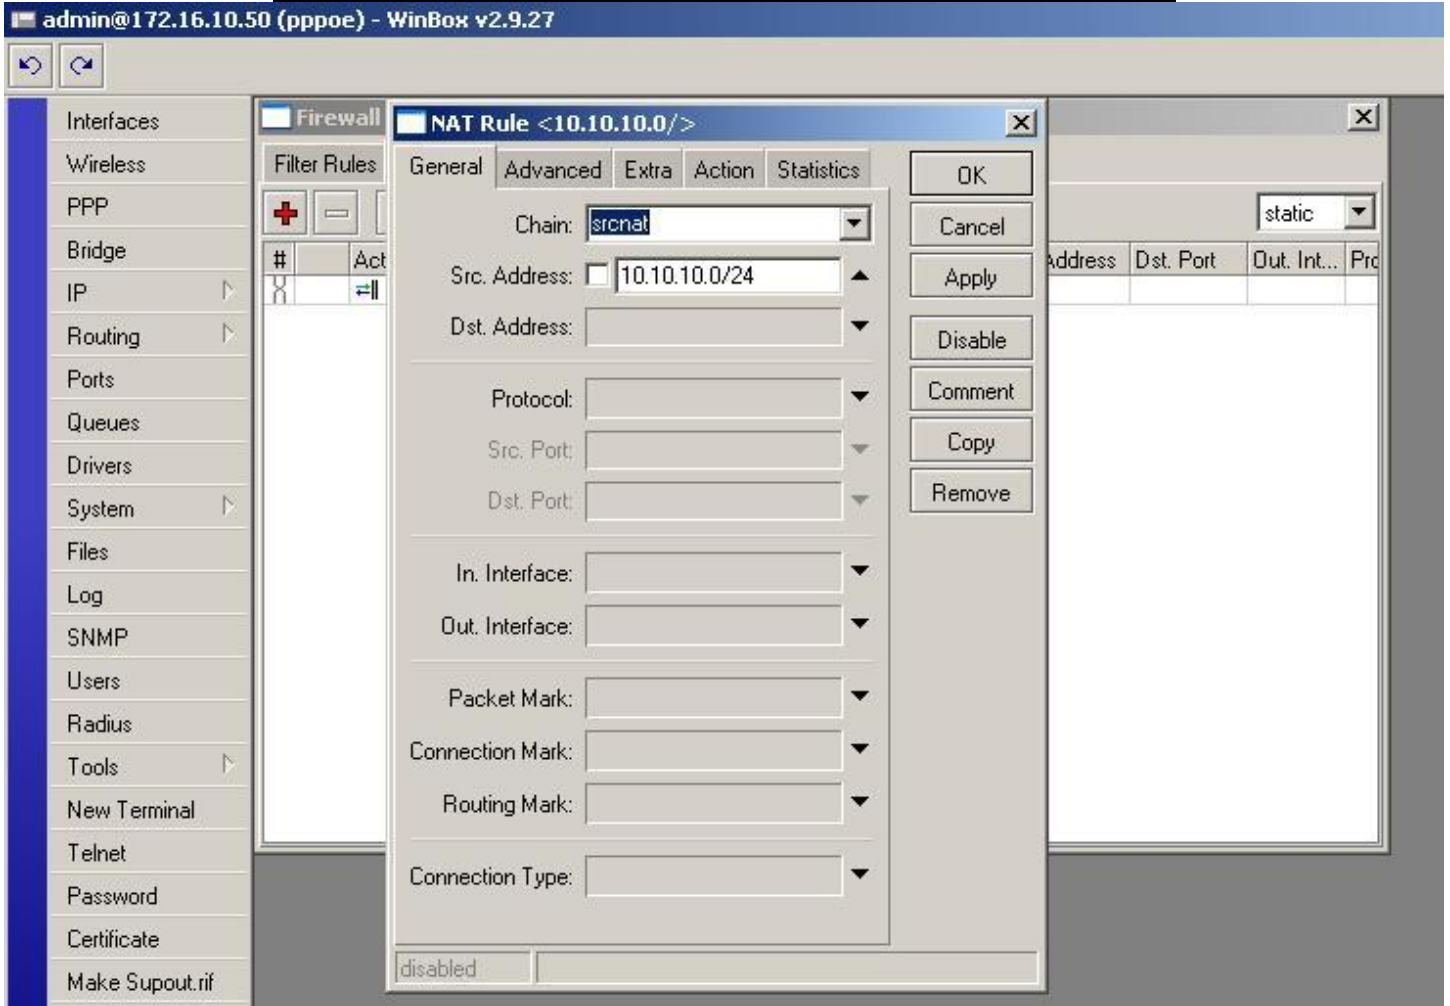 admin@172.16.10.50 (pppoe) - WinBox v2.9.27
Interfaces
Wireless
PPP
Bridge
IP
Routing
Ports
Queues
Drivers
System
Files
Log
SNMP
Users
Radius
Tools
New Terminal
Telnet
Password
Certificate
Make Supout.rif
Firewall
Filter Rules
static
# Act Address Dst. Port Out. Int... Pro
X
NAT Rule <10.10.10.0/>
General Advanced Extra Action Statistics
Chain: srcnat
Src. Address: 10.10.10.0/24
Dst. Address:
Protocol:
Src. Port:
Dst. Port:
In. Interface:
Out. Interface:
Packet Mark:
Connection Mark:
Routing Mark:
Connection Type:
disabled
OK
Cancel
Apply
Disable
Comment
Copy
Remove